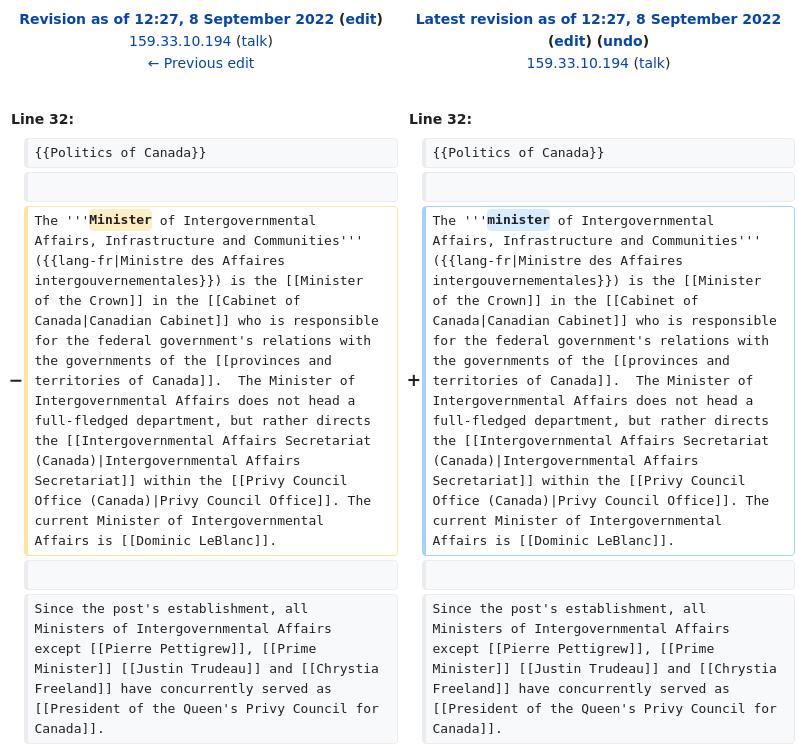 Revision as of 12:27, 8 September 2022 (edit)
159.33.10.194 (talk)
← Previous edit
Line 32:
{{Politics of Canada}}
−
The '''Minister of Intergovernmental
Affairs, Infrastructure and Communities'''
({{lang-fr|Ministre des Affaires
intergouvernementales}}) is the [[Minister
of the Crown]] in the [[Cabinet of
Canada|Canadian Cabinet]] who is responsible
for the federal government's relations with
the governments of the [[provinces and
territories of Canada]].  The Minister of
Intergovernmental Affairs does not head a
full-fledged department, but rather directs
the [[Intergovernmental Affairs Secretariat
(Canada)|Intergovernmental Affairs
Secretariat]] within the [[Privy Council
Office (Canada)|Privy Council Office]]. The
current Minister of Intergovernmental
Affairs is [[Dominic LeBlanc]].
Since the post's establishment, all
Ministers of Intergovernmental Affairs
except [[Pierre Pettigrew]], [[Prime
Minister]] [[Justin Trudeau]] and [[Chrystia
Freeland]] have concurrently served as
[[President of the Queen's Privy Council for
Canada]].
Latest revision as of 12:27, 8 September 2022
(edit) (undo)
159.33.10.194 (talk)
Line 32:
{{Politics of Canada}}
+
The '''minister of Intergovernmental
Affairs, Infrastructure and Communities'''
({{lang-fr|Ministre des Affaires
intergouvernementales}}) is the [[Minister
of the Crown]] in the [[Cabinet of
Canada|Canadian Cabinet]] who is responsible
for the federal government's relations with
the governments of the [[provinces and
territories of Canada]].  The Minister of
Intergovernmental Affairs does not head a
full-fledged department, but rather directs
the [[Intergovernmental Affairs Secretariat
(Canada)|Intergovernmental Affairs
Secretariat]] within the [[Privy Council
Office (Canada)|Privy Council Office]]. The
current Minister of Intergovernmental
Affairs is [[Dominic LeBlanc]].
Since the post's establishment, all
Ministers of Intergovernmental Affairs
except [[Pierre Pettigrew]], [[Prime
Minister]] [[Justin Trudeau]] and [[Chrystia
Freeland]] have concurrently served as
[[President of the Queen's Privy Council for
Canada]].